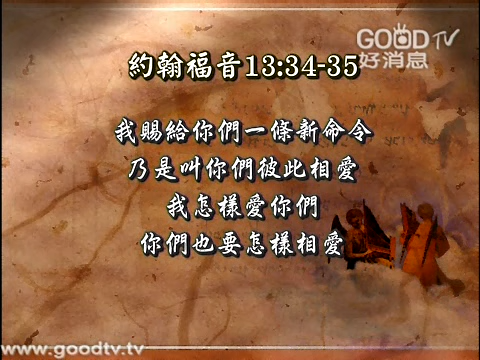 GOODTV
好消息
約翰福音13:34-35
我賜給你們一條新命令
乃是叫你們彼此相愛
我怎樣愛你們
你們也要怎樣相愛
www.goodtv.tv